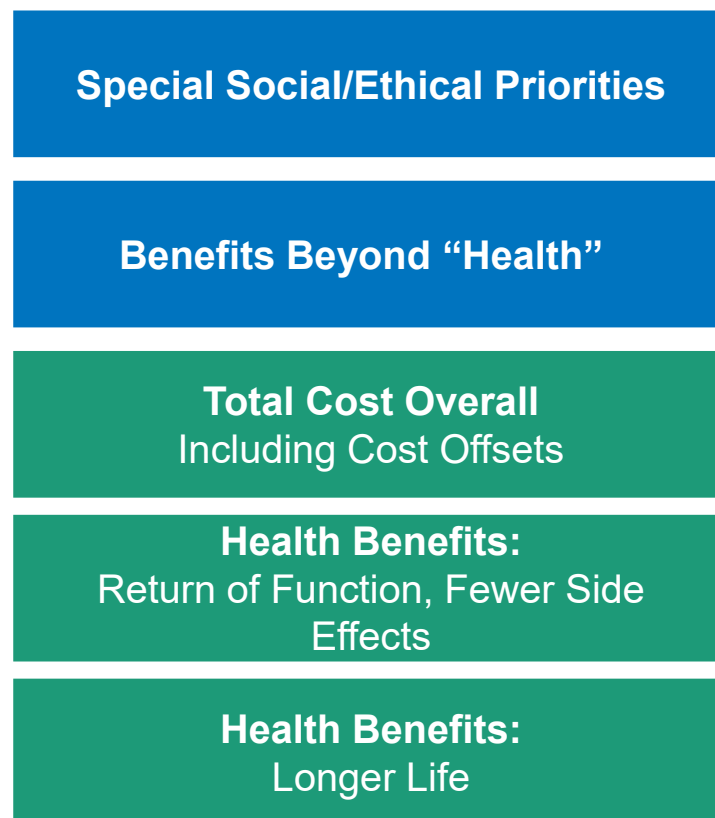 Special Social/Ethical Priorities
Benefits Beyond “Health”
Total Cost Overall
Including Cost Offsets
Health Benefits:
Return of Function, Fewer Side
Effects
Health Benefits:
Longer Life